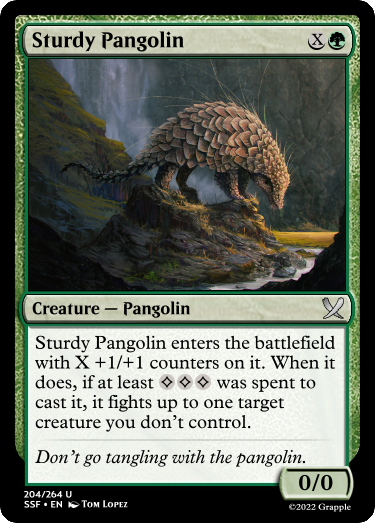 Sturdy Pangolin X
Creature — Pangolin
Sturdy Pangolin enters the battlefield
with X +1/+1 counters on it. When it
does, if at least was spent to
cast it, it fights up to one target
creature you don't control.
Don't go tangling with the pangolin.
0/0
204/264 U
SSF • EN Tom Lopez
©2022 Grapple